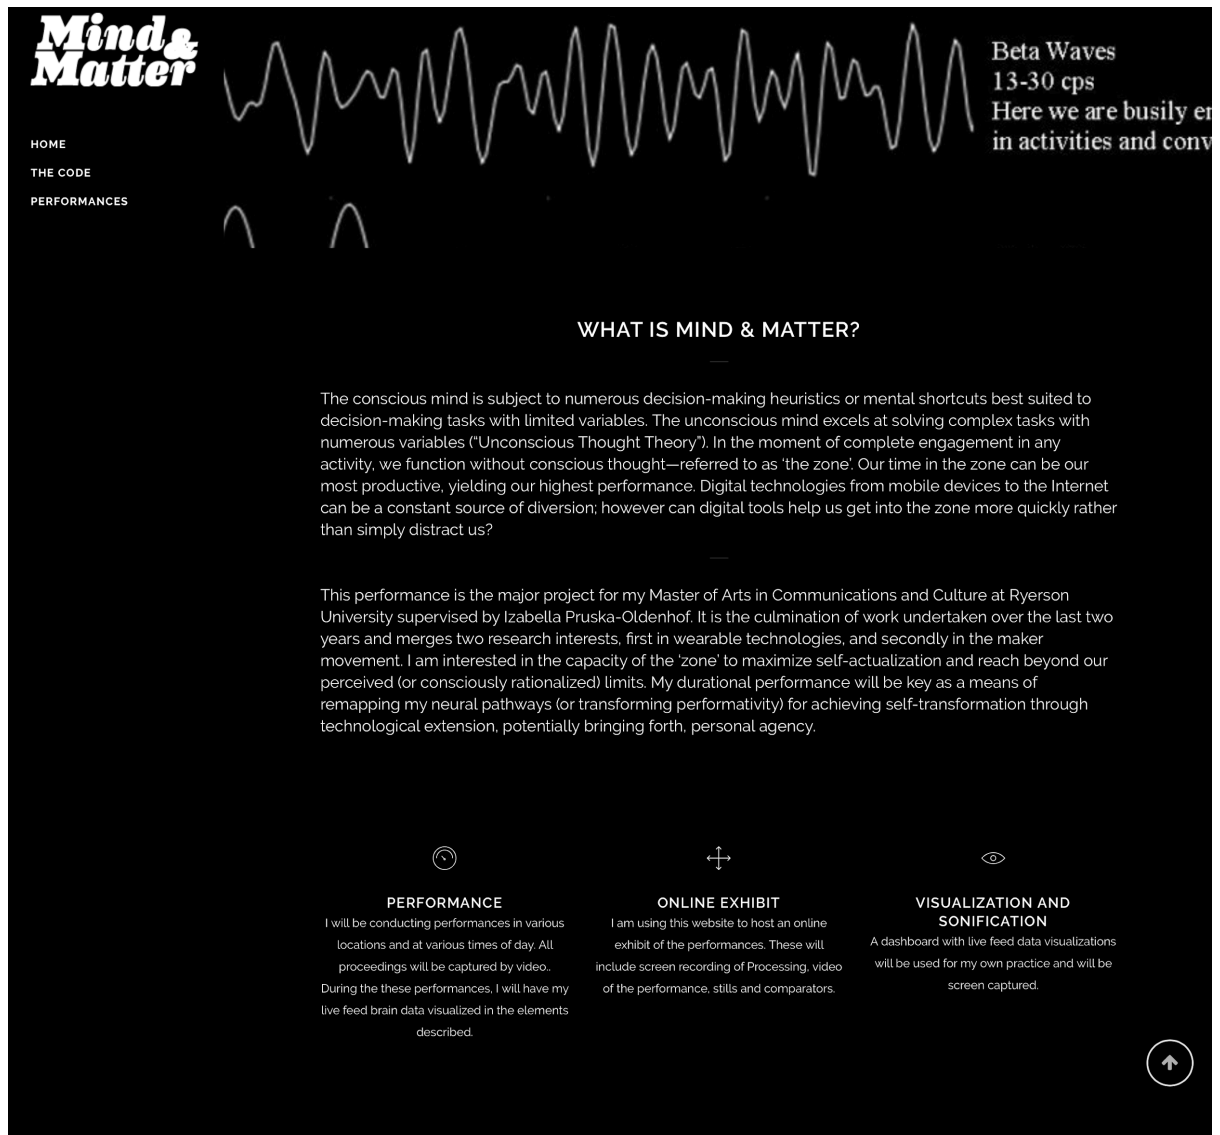 Mind&
Matter
HOME
THE CODE
PERFORMANCES
Beta Waves
13-30 cps
Here we are busily
in activities and
WHAT IS MIND & MATTER?
The conscious mind is subject to numerous decision-making heuristics or mental shortcuts best suited to
decision-making tasks with limited variables. The unconscious mind excels at solving complex tasks with
numerous variables (“Unconscious Thought Theory”). In the moment of complete engagement in any
activity, we function without conscious thought—referred to as ‘the zone’. Our time in the zone can be our
most productive, yielding our highest performance. Digital technologies from mobile devices to the Internet
can be a constant source of diversion; however can digital tools help us get into the zone more quickly rather
than simply distract us?
This performance is the major project for my Master of Arts in Communications and Culture at Ryerson
University supervised by Izabella Pruska-Oldenhof. It is the culmination of work undertaken over the last two
years and merges two research interests, first in wearable technologies, and secondly in the maker
movement. I am interested in the capacity of the ‘zone’ to maximize self-actualization and reach beyond our
perceived (or consciously rationalized) limits. My durational performance will be key as a means of
remapping my neural pathways (or transforming performativity) for achieving self-transformation through
technological extension, potentially bringing forth, personal agency.
PERFORMANCE
I will be conducting performances in various
locations and at various times of day. All
proceedings will be captured by video..
During the these performances, I will have my
live feed brain data visualized in the elements
described.
ONLINE EXHIBIT
I am using this website to host an online
exhibit of the performances. These will
include screen recording of Processing, video
of the performance, stills and comparators.
VISUALIZATION AND
SONIFICATION
A dashboard with live feed data visualizations
will be used for my own practice and will be
screen captured.